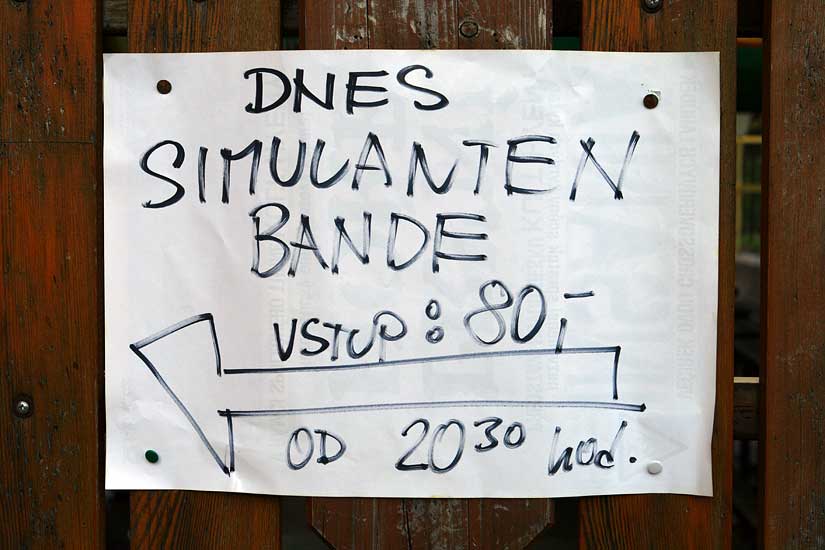 DNES
SIMULANTEN
BANDE
VSTUP: 80,-
OD 20³⁰ hod.